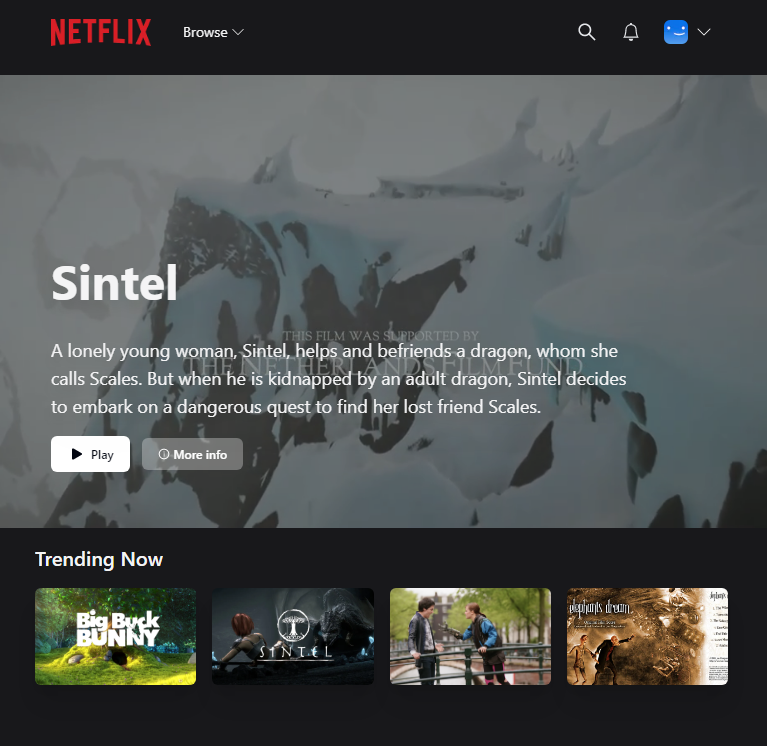 NETFLIX
Browse
Sintel
THIS FILM WAS SUPPORTED BY
THE NETHERLANDS FILM FUND
A lonely young woman, Sintel, helps and befriends a dragon, whom she
calls Scales. But when he is kidnapped by an adult dragon, Sintel decides
to embark on a dangerous quest to find her lost friend Scales.
Play
More info
Trending Now
Big Buck
BUNNY
SINTEL
elephants dream